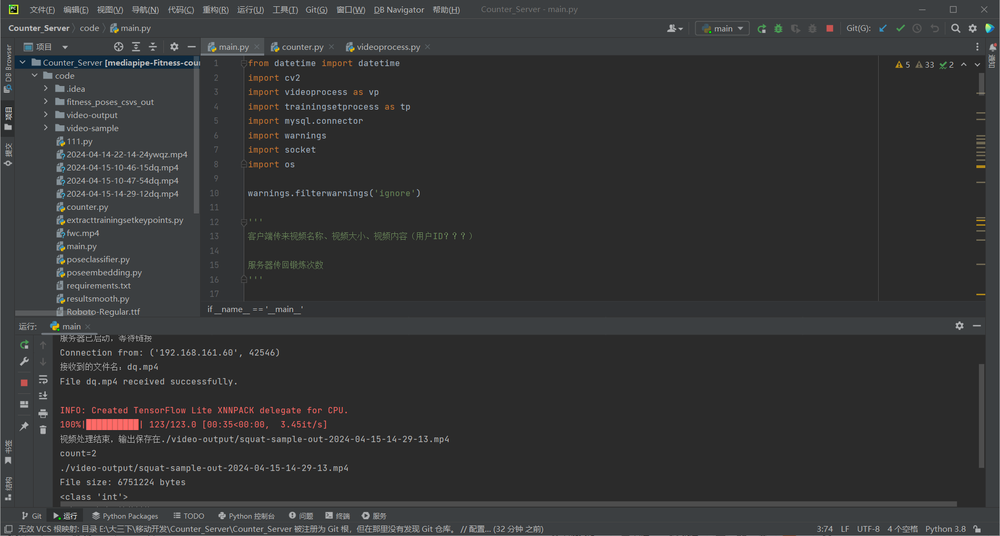 PC 文件(F) 编辑(E) 视图(V) 导航(N) 代码(C) 重构(R) 运行(U) 工具(T) Git(G) 窗口(W) DB Navigator 帮助(H) Counter_Server - main.py
Counter_Server code main.py main Git(G):
项目 main.py counter.py videoprocess.py
DB Browser
项目
提交
书签
结构
通知
Counter_Server [mediapipe-Fitness-cou
code
.idea
fitness_poses_csvs_out
video-output
video-sample
111.py
2024-04-14-22-14-24ywqz.mp4
2024-04-15-10-46-15dq.mp4
2024-04-15-10-47-54dq.mp4
2024-04-15-14-29-12dq.mp4
counter.py
extracttrainingsetkeypoints.py
fwc.mp4
main.py
poseclassifier.py
poseembedding.py
requirements.txt
resultsmooth.py
Roboto-Regular.ttf
5 33 2
1 from datetime import datetime
2 import cv2
3 import videoprocess as vp
4 import trainingsetprocess as tp
5 import mysql.connector
6 import warnings
7 import socket
8 import os
9
10 warnings.filterwarnings('ignore')
11
12 '''
13 客户端传来视频名称、视频大小、视频内容（用户ID？？？）
14
15 服务器传回锻炼次数
16 '''
17
if __name__ == '__main__'
运行: main
服务器已启动，等待链接
Connection from: ('192.168.161.60', 42546)
接收到的文件名：dq.mp4
File dq.mp4 received successfully.
INFO: Created TensorFlow Lite XNNPACK delegate for CPU.
100%|██████████| 123/123.0 [00:35<00:00,  3.45it/s]
视频处理结束，输出保存在./video-output/squat-sample-out-2024-04-15-14-29-13.mp4
count=2
./video-output/squat-sample-out-2024-04-15-14-29-13.mp4
File size: 6751224 bytes
<class 'int'>
Git 运行 Python Packages TODO Python 控制台 问题 终端 服务
无效 VCS 根映射: 目录 E:\大三下\移动开发\Counter_Server\Counter_Server 被注册为 Git 根，但在那里没有发现 Git 仓库。 // 配置... (32 分钟 之前) 3:74 LF UTF-8 4 个空格 Python 3.8